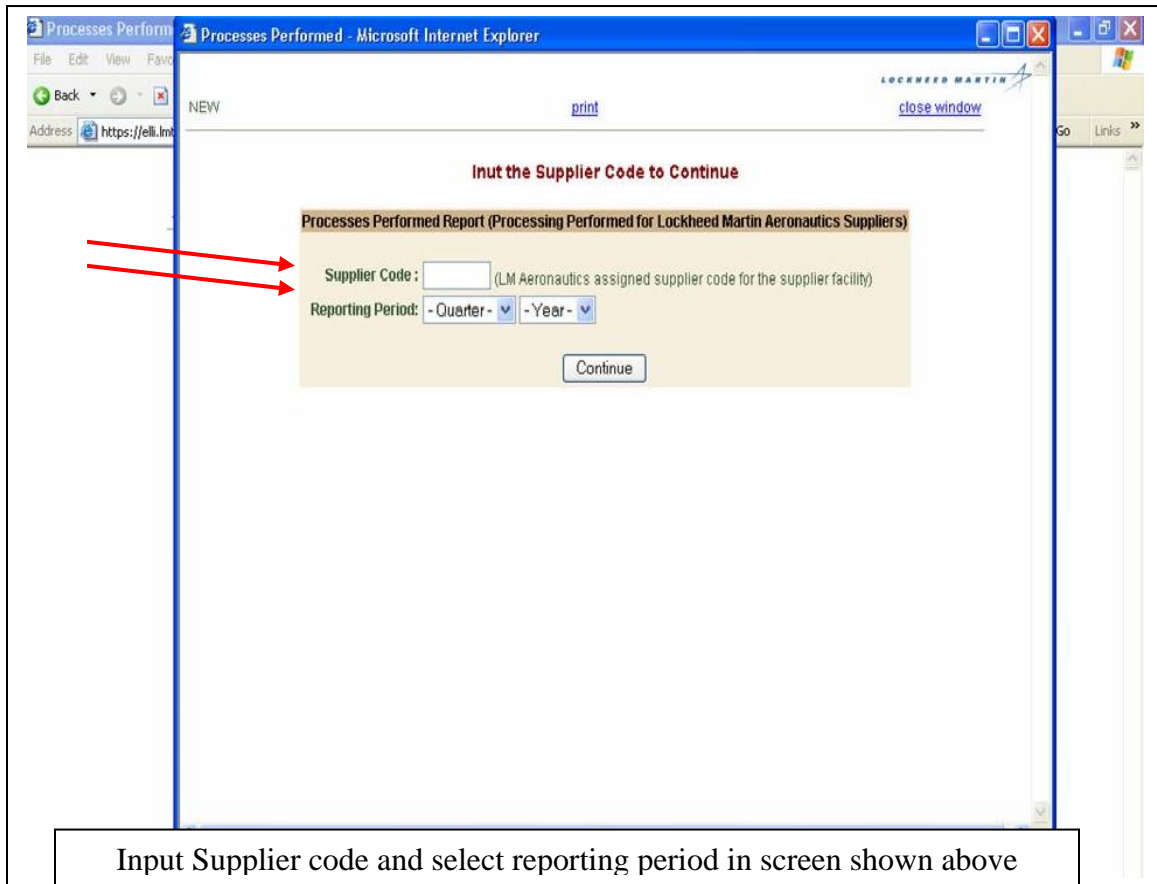 Processes Perform
Processes Performed - Microsoft Internet Explorer
File Edit View Favo
LOCKHEED MARTIN
Back
NEW print close window
Address https://elli.lmt Go Links »
Inut the Supplier Code to Continue
Processes Performed Report (Processing Performed for Lockheed Martin Aeronautics Suppliers)
Supplier Code : (LM Aeronautics assigned supplier code for the supplier facility)
Reporting Period: - Quarter - - Year -
Continue
Input Supplier code and select reporting period in screen shown above